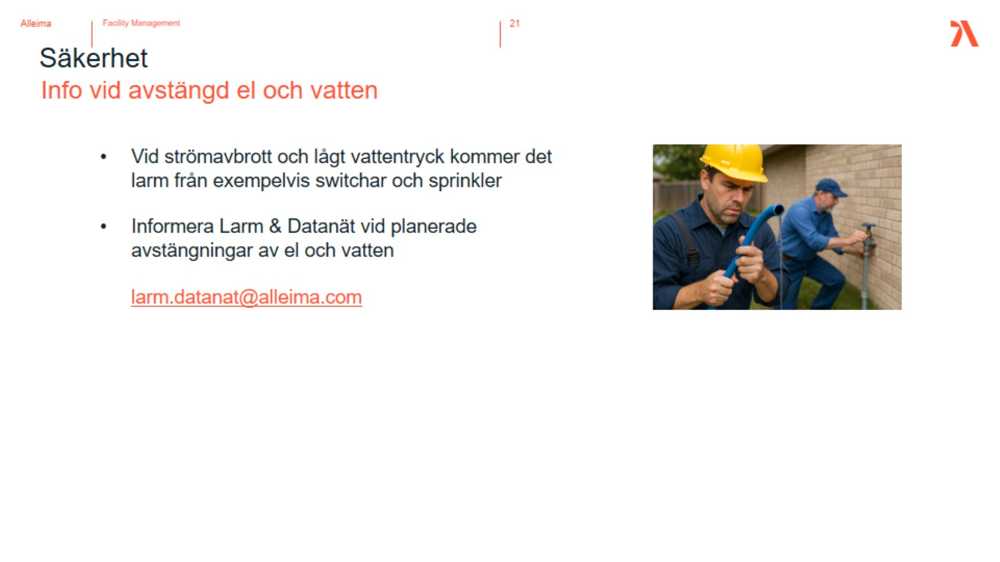 Alleima
Facility Management
21
Säkerhet
Info vid avstängd el och vatten
• Vid strömavbrott och lågt vattentryck kommer det
larm från exempelvis switchar och sprinkler
• Informera Larm & Datanät vid planerade
avstängningar av el och vatten
larm.datanat@alleima.com